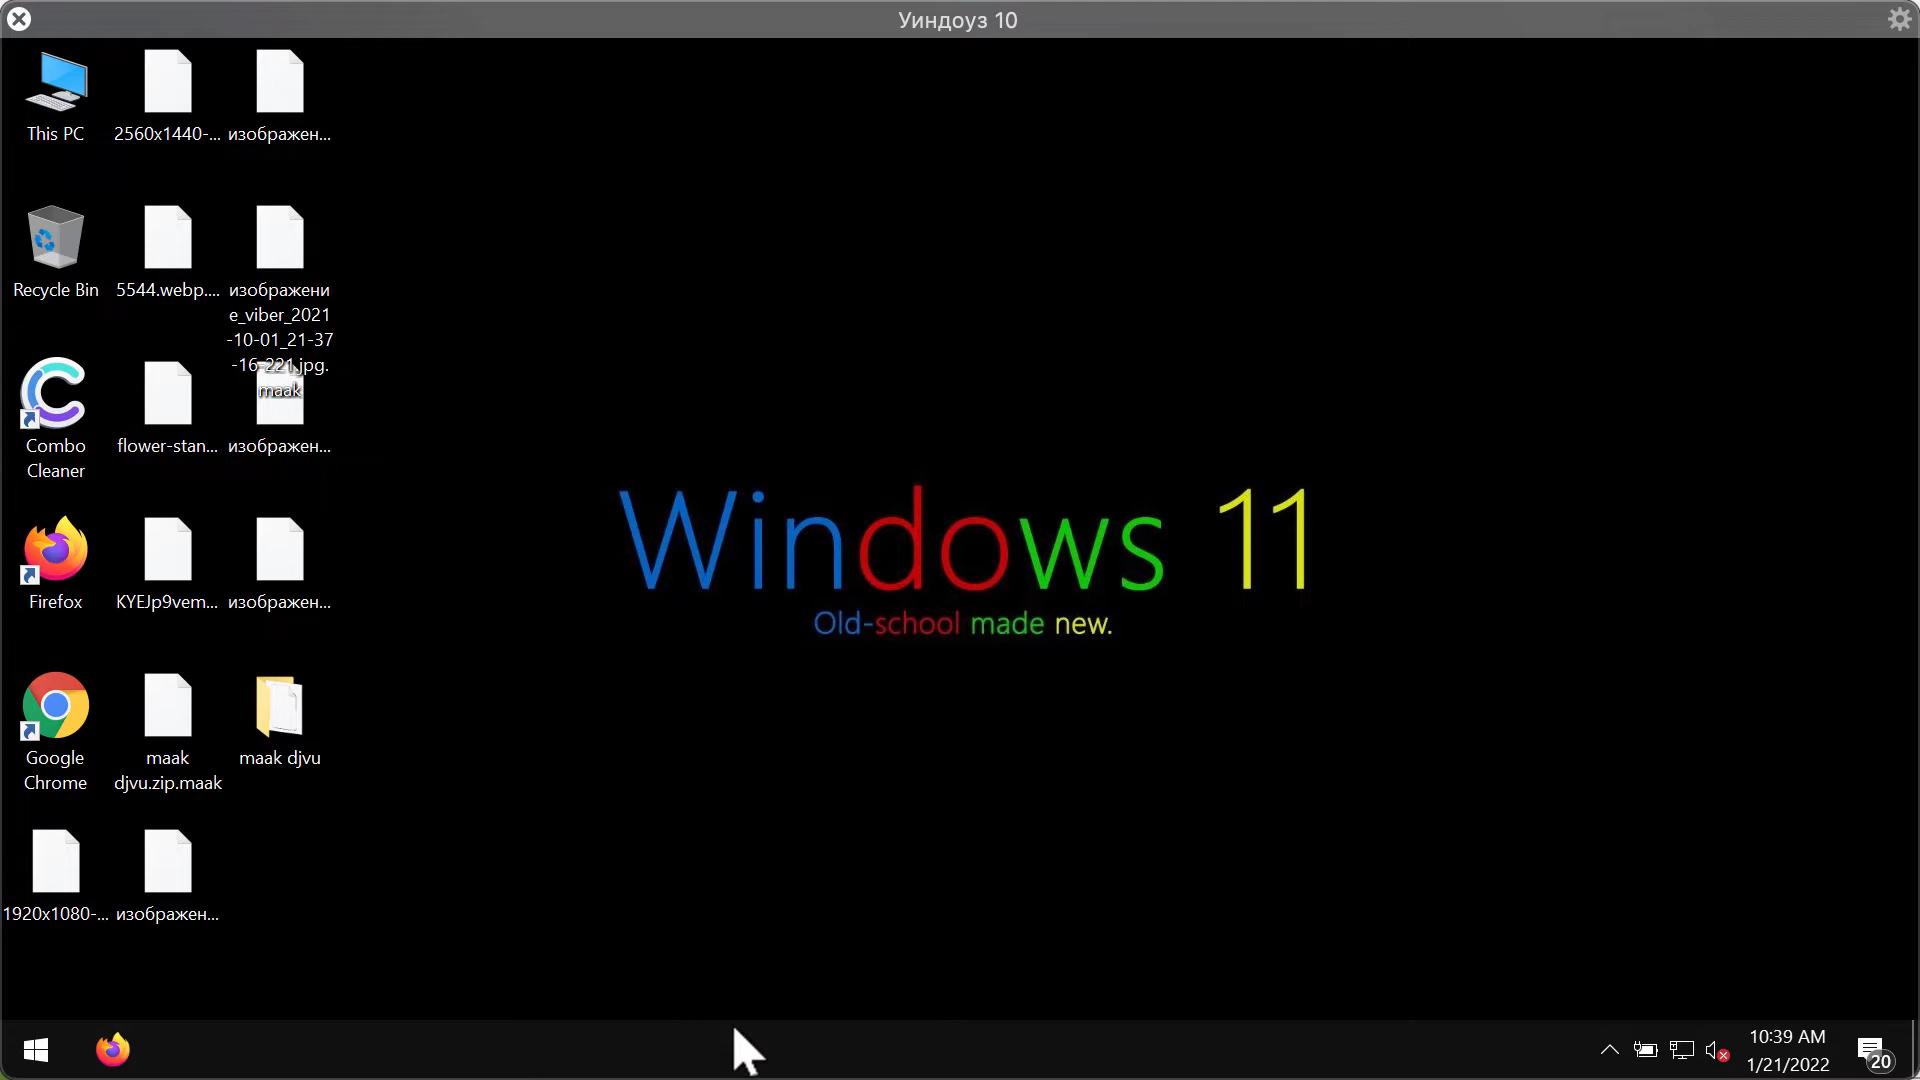 Уиндоуз 10
This PC
2560x1440-...
изображен...
Recycle Bin
5544.webp....
изображени
е_viber_2021
-10-01_21-37
-16-221.jpg.
maak
Combo
Cleaner
flower-stan...
изображен...
Firefox
KYEJp9vem...
изображен...
Google
Chrome
maak
djvu.zip.maak
maak djvu
1920x1080-...
изображен...
Windows 11
Old-school made new.
10:39 AM
1/21/2022
20